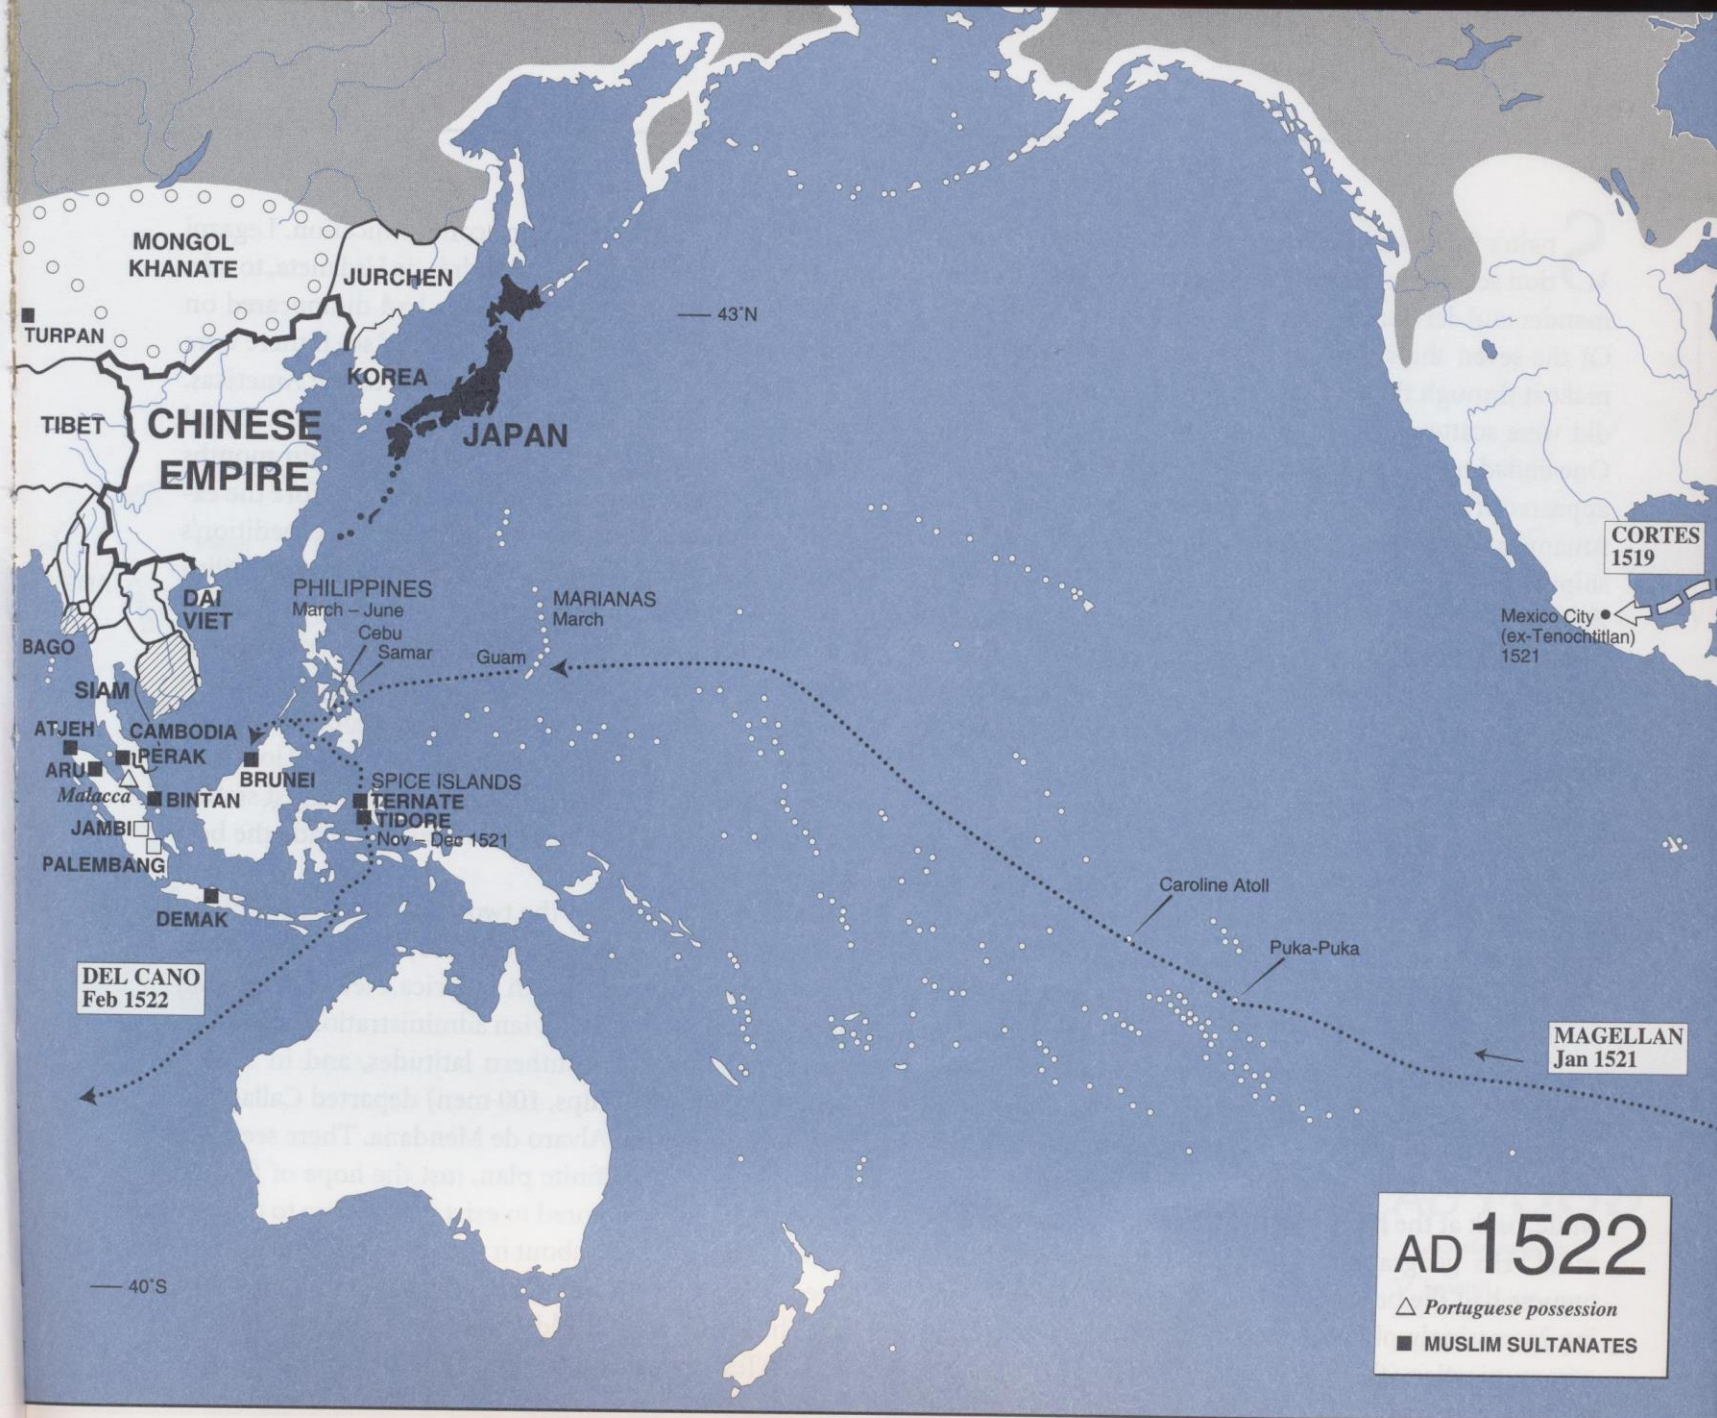 MONGOL
KHANATE
JURCHEN
TURPAN
43°N
KOREA
TIBET
CHINESE
EMPIRE
JAPAN
CORTES
1519
PHILIPPINES
March – June
Cebu
Samar
MARIANAS
March
Guam
DAI
VIET
Mexico City
(ex-Tenochtitlan)
1521
BAGO
SIAM
ATJEH
CAMBODIA
PERAK
ARU
BRUNEI
SPICE ISLANDS
Malacca
BINTAN
TERNATE
TIDORE
Nov – Dec 1521
JAMBI
PALEMBANG
DEMAK
Caroline Atoll
Puka-Puka
DEL CANO
Feb 1522
MAGELLAN
Jan 1521
40°S
AD 1522
Portuguese possession
MUSLIM SULTANATES